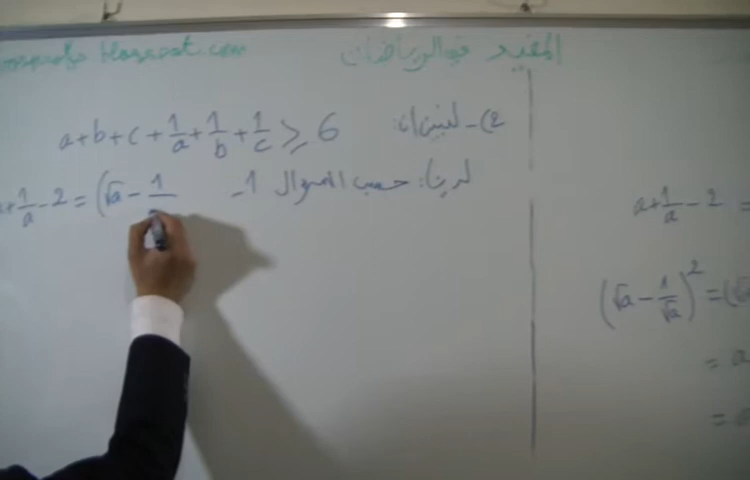 المفيد في الرياضيات
2)- لنبين أن: a+b+c+1/a+1/b+1/c ≥ 6
لدينا: حسب السؤال 1-
+1/a-2 = (√a - 1
a+1/a-2 =
(√a - 1/√a)² = (√
= a
=